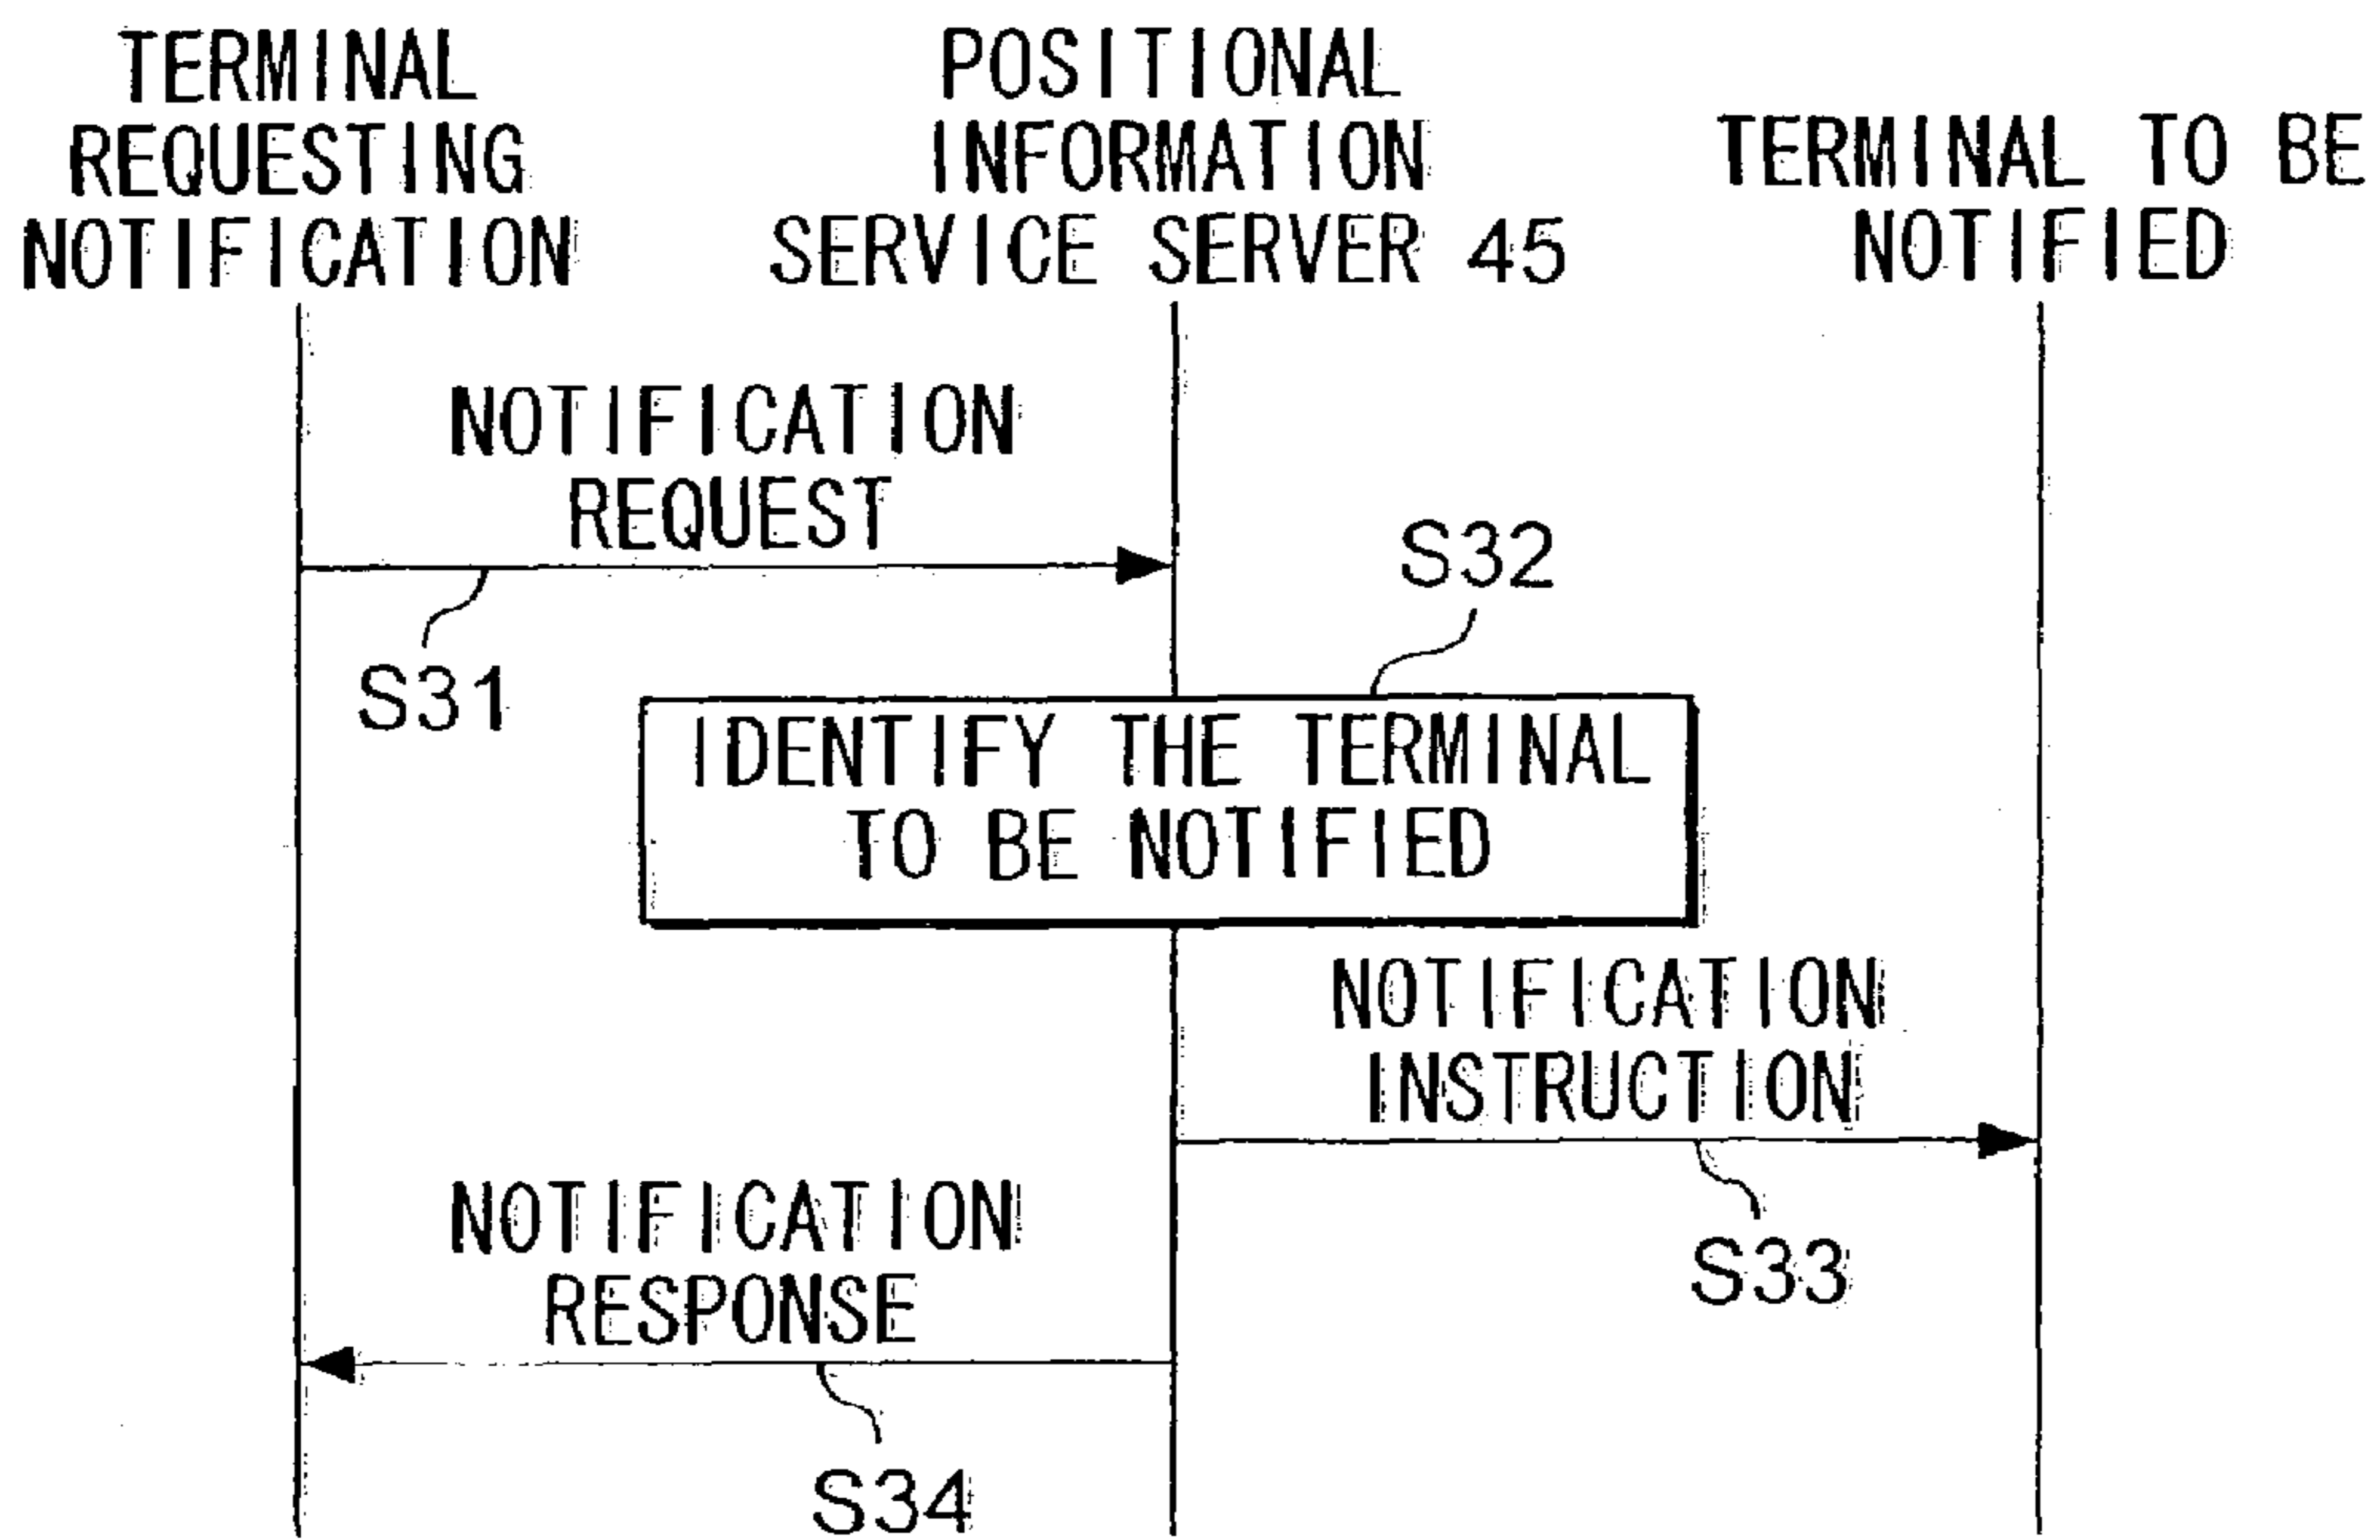 TERMINAL
REQUESTING
NOTIFICATION
POSITIONAL
INFORMATION
SERVICE SERVER 45
TERMINAL TO BE
NOTIFIED
NOTIFICATION
REQUEST
S31
S32
IDENTIFY THE TERMINAL
TO BE NOTIFIED
NOTIFICATION
INSTRUCTION
S33
NOTIFICATION
RESPONSE
S34